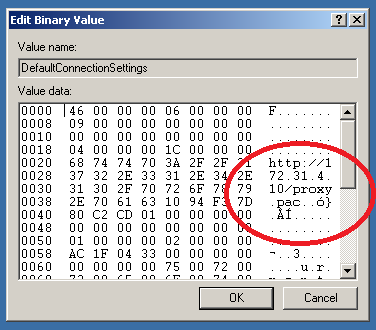 Edit Binary Value
Value name:
DefaultConnectionSettings
Value data:
0000 46 00 00 00 06 00 00 00 F.......
0008 09 00 00 00 00 00 00 00 ........
0010 00 00 00 00 00 00 00 00 ........
0018 04 00 00 00 1C 00 00 00 ........
0020 68 74 74 70 3A 2F 2F 31 http://1
0028 37 32 2E 33 31 2E 34 2E 72.31.4.
0030 31 30 2F 70 72 6F 78 79 10/proxy
0038 2E 70 61 63 10 94 F3 7D .pac..ó}
0040 80 C2 CD 01 00 00 00 00 .ÂÍ.....
0048 00 00 00 00 00 00 00 00 ........
0050 01 00 00 00 02 00 00 00 ........
0058 AC 1F 04 33 00 00 00 00 ¬..3....
0060 00 00 00 00 75 00 72 00 ....u.r.
OK Cancel